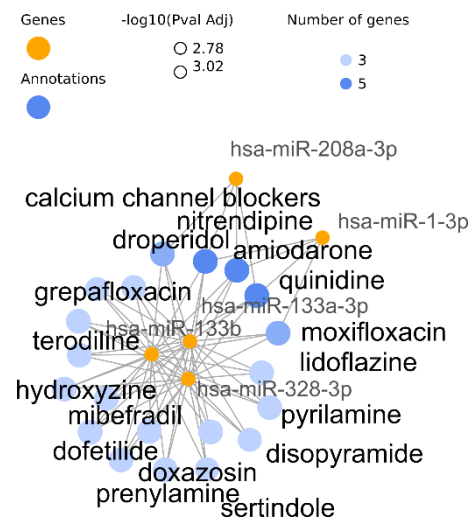 Genes
-log10(Pval Adj)
Number of genes
2.78
3.02
3
5
Annotations
hsa-miR-208a-3p
calcium channel blockers
nitrendipine
hsa-miR-1-3p
droperidol
amiodarone
quinidine
grepafloxacin
hsa-miR-133a-3p
hsa-miR-133b
moxifloxacin
terodiline
lidoflazine
hydroxyzine
hsa-miR-328-3p
mibefradil
pyrilamine
dofetilide
disopyramide
doxazosin
prenylamine
sertindole